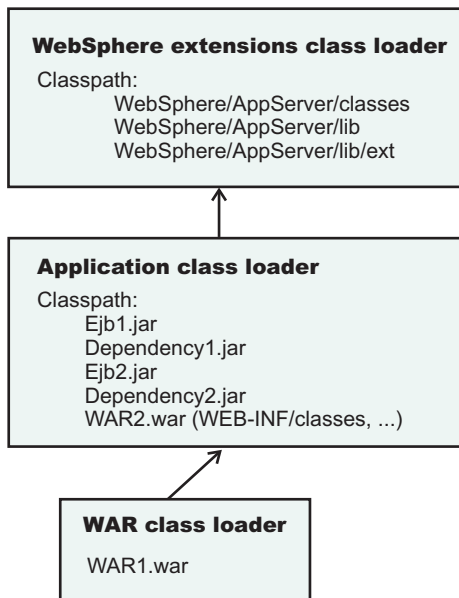 WebSphere extensions class loader
Classpath:
WebSphere/AppServer/classes
WebSphere/AppServer/lib
WebSphere/AppServer/lib/ext
Application class loader
Classpath:
Ejb1.jar
Dependency1.jar
Ejb2.jar
Dependency2.jar
WAR2.war (WEB-INF/classes, ...)
WAR class loader
WAR1.war